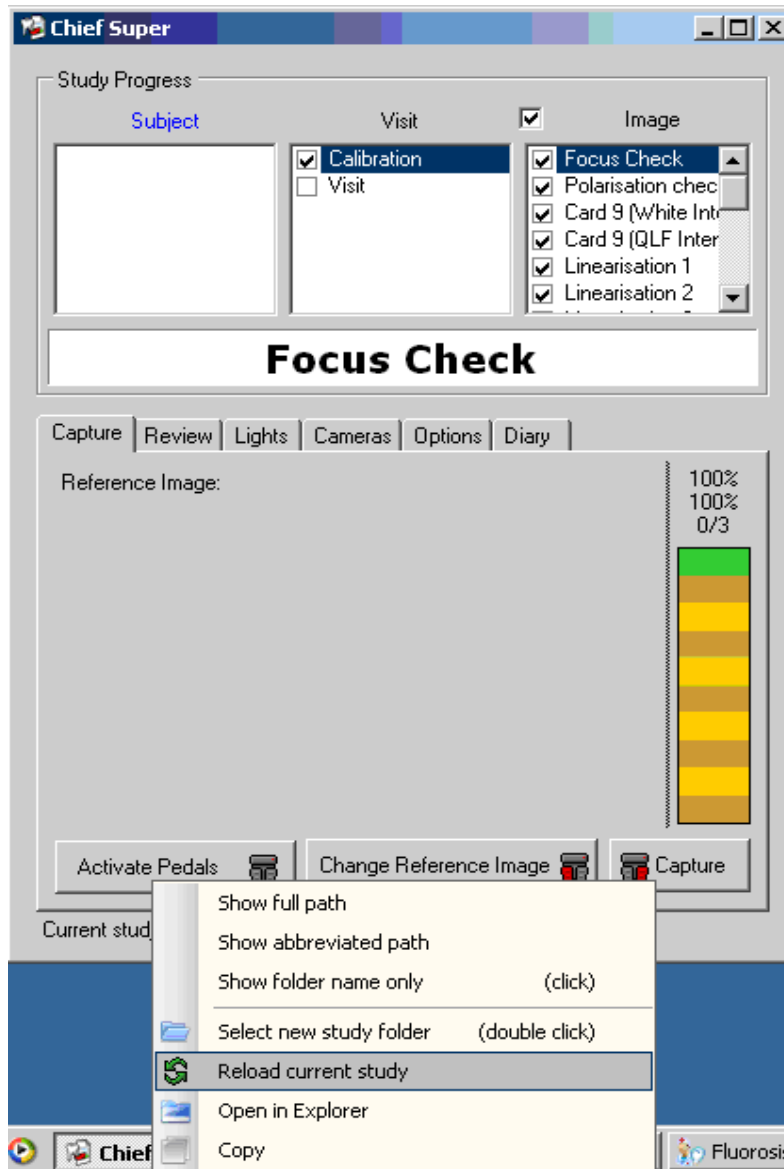 Chief Super
Study Progress
Subject Visit Image
Calibration
Visit
Focus Check
Polarisation chec
Card 9 (White Inte
Card 9 (QLF Inter
Linearisation 1
Linearisation 2
Focus Check
Capture Review Lights Cameras Options Diary
Reference Image:
100%
100%
0/3
Activate Pedals Change Reference Image Capture
Current stud
Show full path
Show abbreviated path
Show folder name only (click)
Select new study folder (double click)
Reload current study
Open in Explorer
Copy
Chief Fluorosis